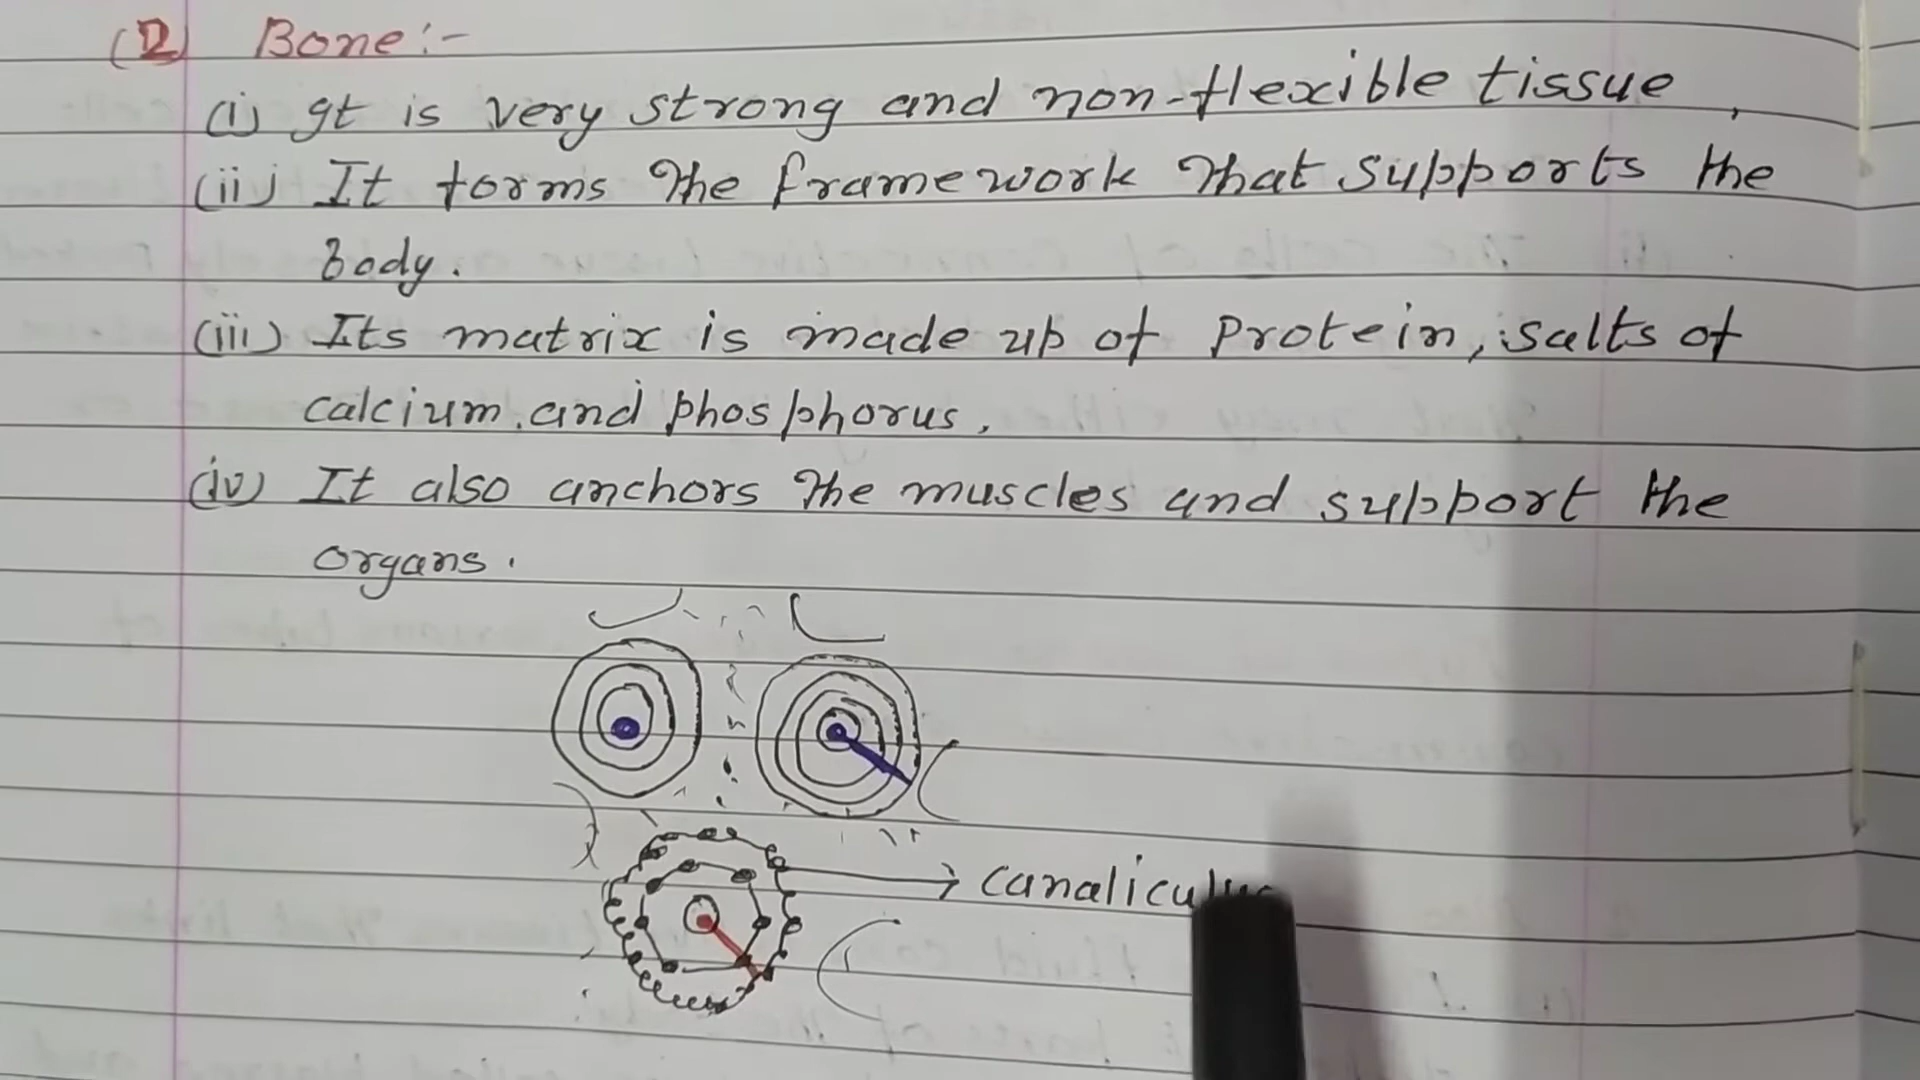 (2) Bone:-
(i) It is very strong and non-flexible tissue,
(ii) It forms the framework that supports the
body.
(iii) Its matrix is made up of Protein, salts of
calcium and phosphorus.
(iv) It also anchors the muscles and support the
organs.